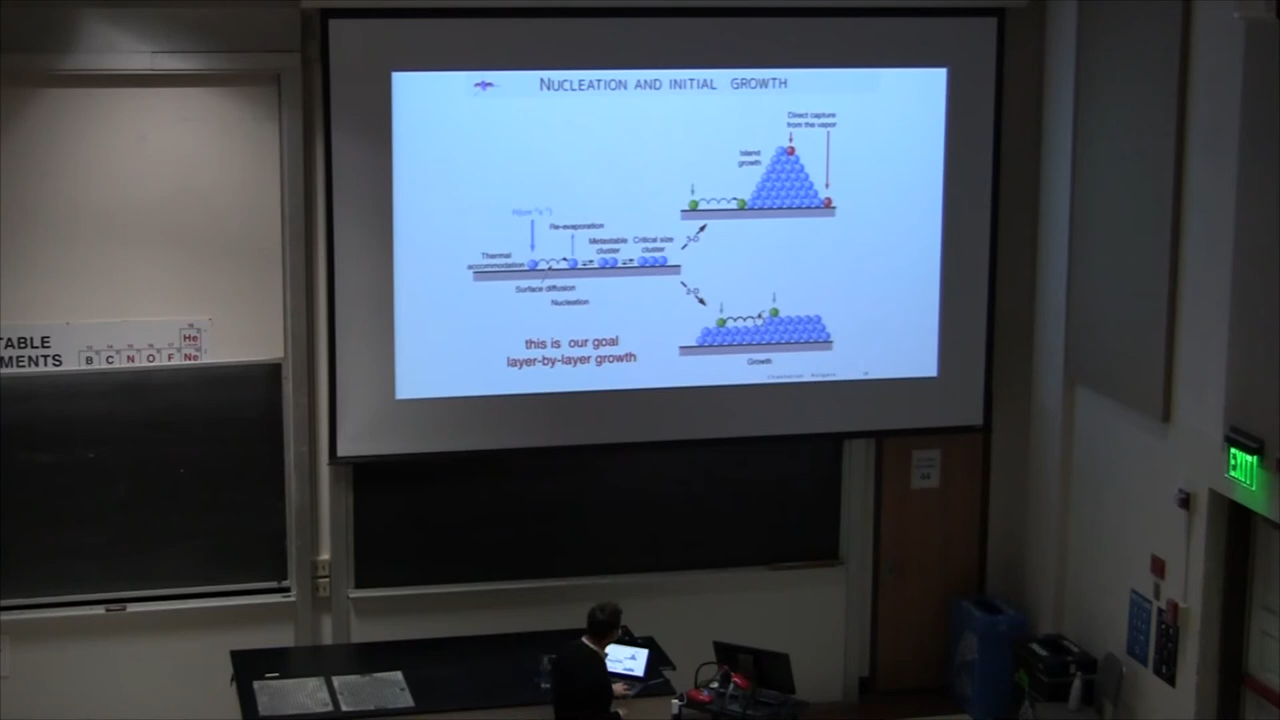 NUCLEATION AND INITIAL GROWTH
Direct capture
from the vapor
Island
growth
Re-evaporation
Metastable
cluster
Critical size
cluster
3-D
Thermal
accommodation
Surface diffusion
Nucleation
2-D
this is our goal
layer-by-layer growth
Growth
TABLE
MENTS
He
B C N O F Ne
44
EXIT